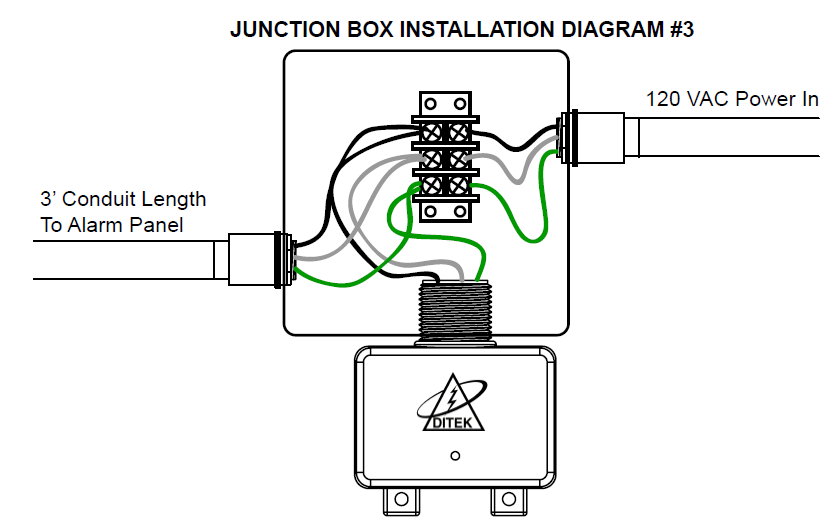 JUNCTION BOX INSTALLATION DIAGRAM #3
120 VAC Power In
3’ Conduit Length
To Alarm Panel
DITEK